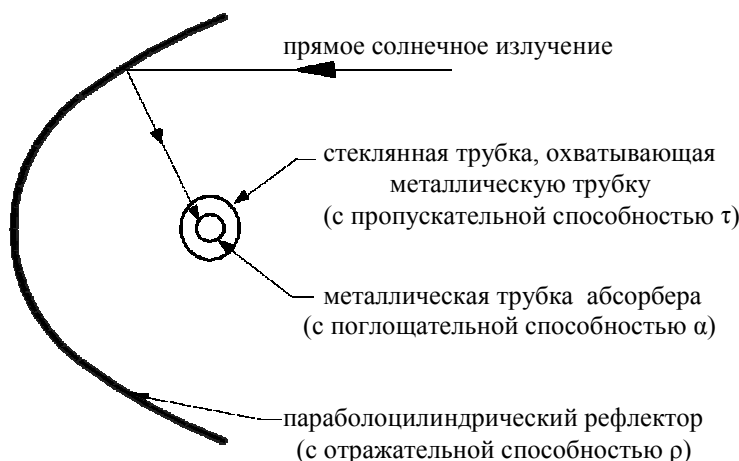 прямое солнечное излучение
стеклянная трубка, охватывающая
металлическую трубку
(с пропускательной способностью τ)
металлическая трубка абсорбера
(с поглощательной способностью α)
параболоцилиндрический рефлектор
(с отражательной способностью ρ)